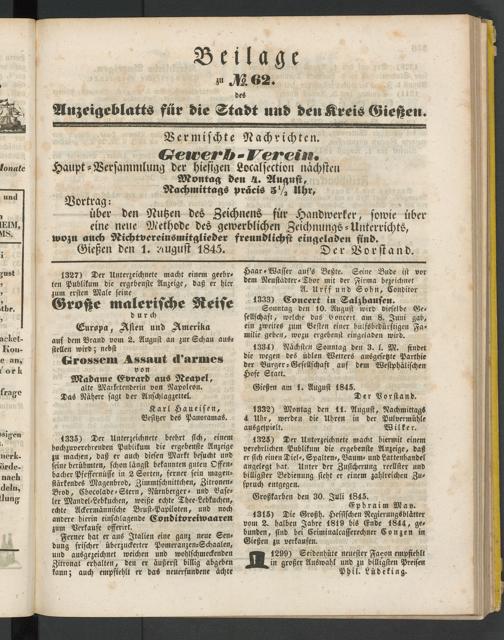 Beilage
zu № 62.
des
Anzeigeblatts für die Stadt und den Kreis Gießen.
Vermischte Nachrichten.
Gewerb-Verein.
Haupt-Versammlung der hiesigen Localsection nächsten
Montag den 4. August,
Nachmittags präcis 5½ Uhr,
Vortrag:
über den Nutzen des Zeichnens für Handwerker, sowie über
eine neue Methode des gewerblichen Zeichnungs-Unterrichts,
wozu auch Nichtvereinsmitglieder freundlichst eingeladen sind.
Gießen den 1. August 1845. Der Vorstand.
1327) Der Unterzeichnete macht einem geehr-
ten Publikum die ergebenste Anzeige, daß er hier
zum ersten Male seine
Große malerische Reise
durch
Europa, Asien und Amerika
auf dem Brand vom 2. August an zur Schau aus-
stellen wird; nebst
Grossem Assaut d'armes
von
Madame Evrard aus Neapel,
alte Marketenderin von Napoleon.
Das Nähere sagt der Anschlagzettel.
Karl Haueisen,
Besitzer des Panoramas.
1335) Der Unterzeichnete beehrt sich, einem
hochzuverehrenden Publikum die ergebenste Anzeige
zu machen, daß er auch diesen Markt besucht und
seine berühmten, schon längst bekannten guten Offen-
bacher Pfeffernüsse in 2 Sorten, ferner sein magen-
stärkendes Magenbrod, Zimmtschnittchen, Zitronen-
Brod, Chocolade-Stern, Nürnberger- und Base-
ler Mandel-Lebkuchen, weiße und Thee-Lebkuchen,
ächte Ackermännische Brust-Piploten, und noch
andere hierin einschlagende Conditoreiwaaren
zum Verkaufe offerirt.
Ferner hat er aus Italien eine ganz neue Sen-
dung frischer überzuckerter Pomeranzen-Schaalen,
und ausgezeichnet weichen und wohlschmeckenden
Zitronat erhalten, den er äußerst billig abgeben
kann; auch empfiehlt er das neuerfundene ächte
Haar-Wasser auf's Beßte. Seine Bude ist vor
dem Neustädter-Thor mit der Firma bezeichnet
A. Urff und Sohn, Conditor
1333) Concert in Salzhausen.
Sonntag den 10. August wird dieselbe Ge-
sellschaft, welche das Concert am 8. Juni gab,
ein zweites zum Besten einer hülfsbedürftigen Fa-
milie geben, wozu ergebenst eingeladen wird.
1334) Nächsten Sonntag den 3. l. M. findet
die wegen des üblen Wetters ausgesetzte Parthie
der Burger-Gesellschaft auf dem Westphälischen
Hofe Statt.
Gießen am 1. August 1845.
Der Vorstand.
1332) Montag den 11. August, Nachmittags
4 Uhr, werden die Uhren in der Pulvermühle
ausgespielt. Wilker.
1325) Der Unterzeichnete macht hiermit einem
verehrlichen Publikum die ergebenste Anzeige, daß
er sich einen Diel-, Spalten-, Baum- und Lattenhandel
angelegt hat. Unter der Zusicherung reellster und
billigster Bedienung sieht er einem zahlreichen Zu-
spruch entgegen.
Großkarben den 30. Juli 1845.
Ephraim May.
1315) Die Großh. Hessischen Regierungsblätter
vom 2. halben Jahre 1819 bis Ende 1844, ge-
bunden, sind bei Criminalcassерechner Conzen in
Gießen zu verkaufen.
1299) Seidenhüte neuester Façon empfiehlt
in großer Auswahl und zu billigsten Preisen
Phil. Lüdeking.